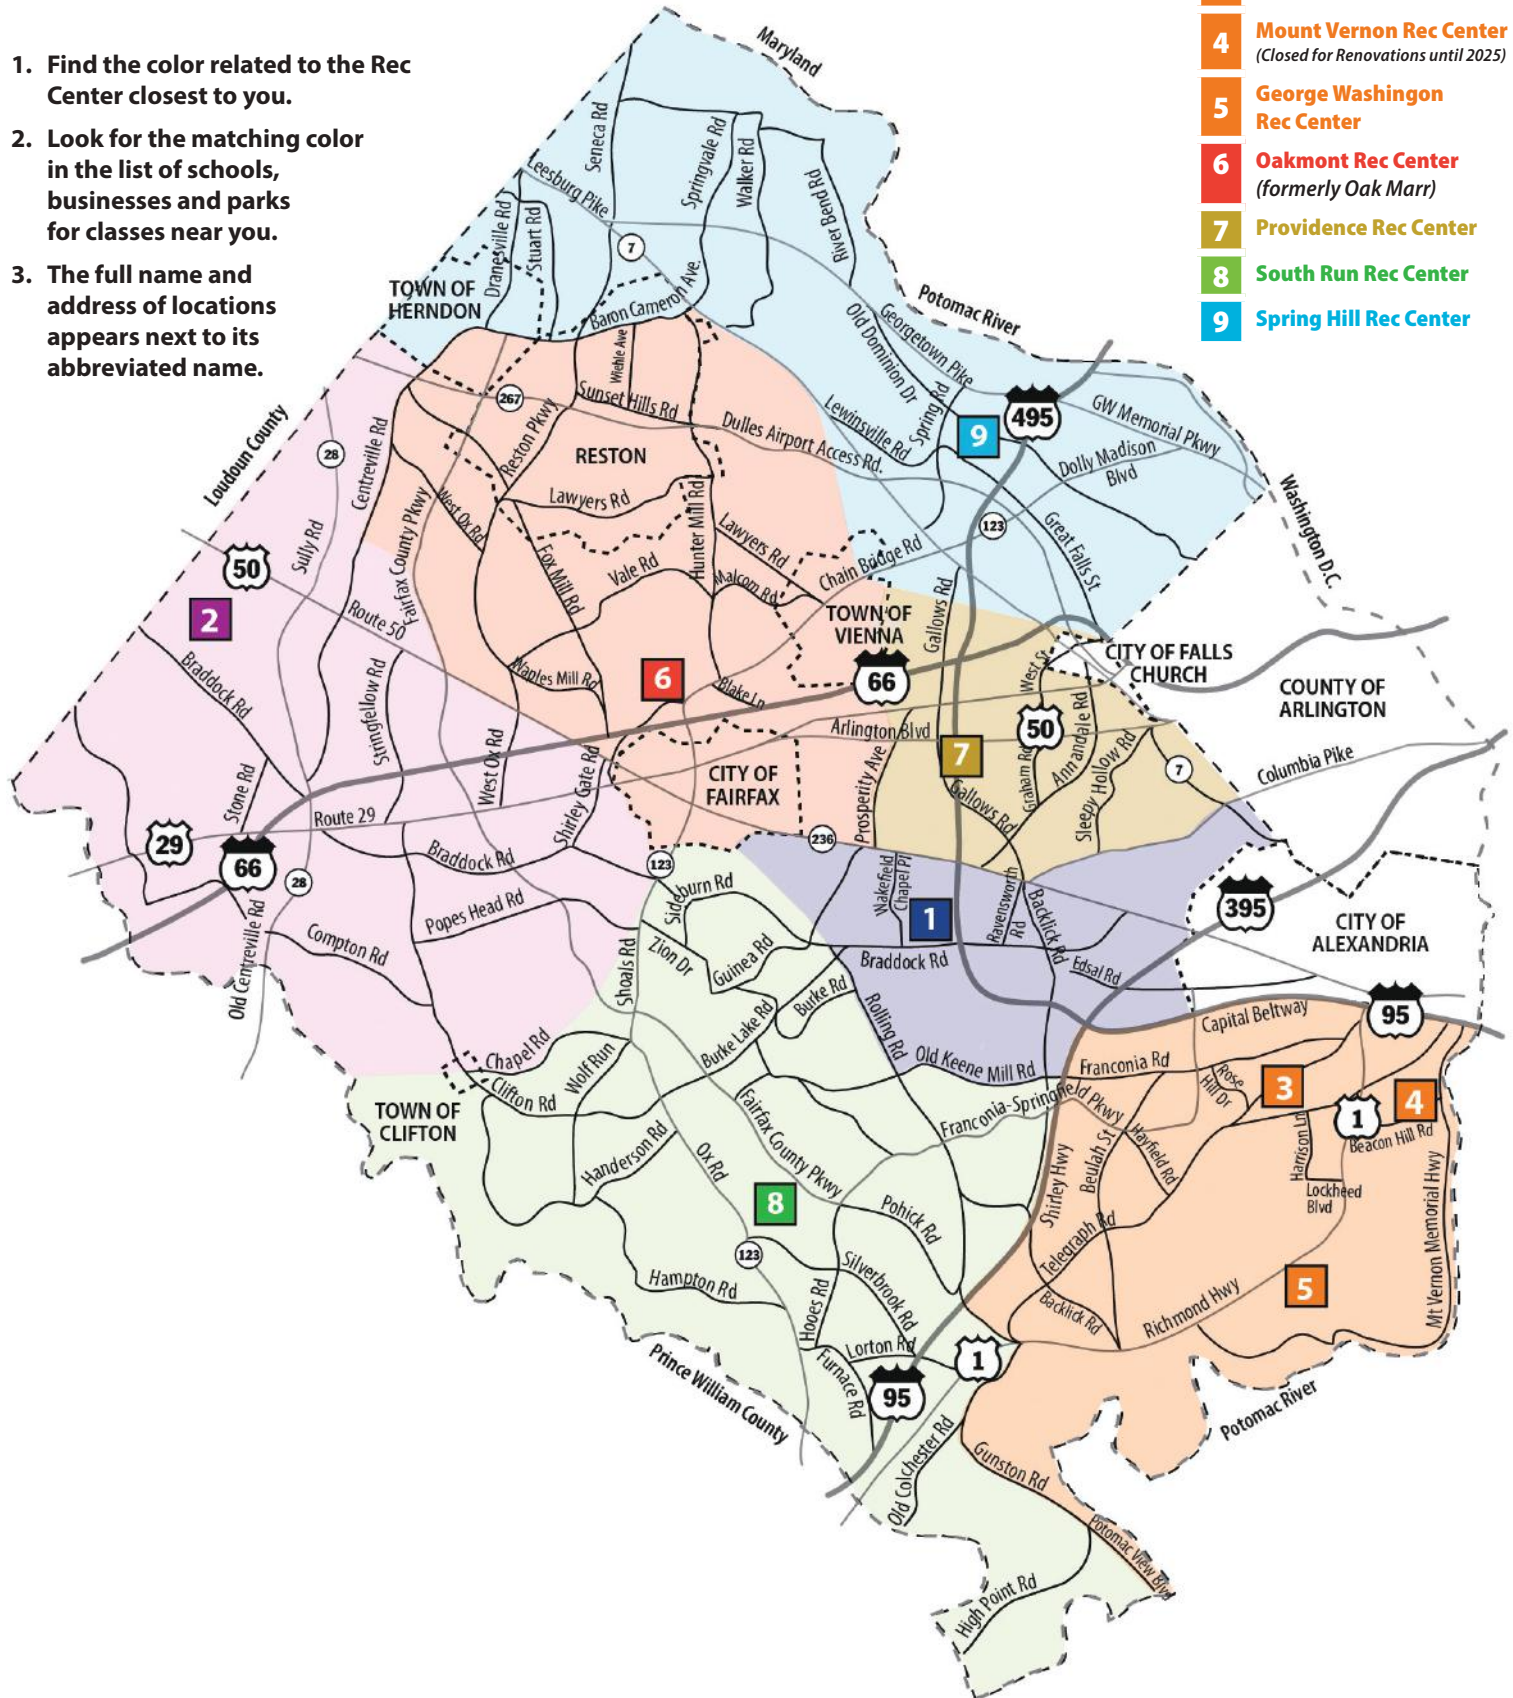 1. Find the color related to the Rec
Center closest to you.
2. Look for the matching color
in the list of schools,
businesses and parks
for classes near you.
3. The full name and
address of locations
appears next to its
abbreviated name.
4 Mount Vernon Rec Center
(Closed for Renovations until 2025)
5 George Washingon
Rec Center
6 Oakmont Rec Center
(formerly Oak Marr)
7 Providence Rec Center
8 South Run Rec Center
9 Spring Hill Rec Center
Maryland
Seneca Rd
Springvale Rd
Walker Rd
River Bend Rd
Leesburg Pike
Dranesville Rd
Stuart Rd
7
TOWN OF
HERNDON
Baron Cameron Ave.
Potomac River
Georgetown Pike
Old Dominion Dr
Wiehle Ave
Sunset Hills Rd
267
Reston Pkwy
RESTON
Dulles Airport Access Rd.
Lewinsville Rd
Spring Rd
9
495
GW Memorial Pkwy
Dolly Madison
Blvd
Loudoun County
28
Centreville Rd
Sully Rd
Fairfax County Pkwy
West Ox Rd
Lawyers Rd
Hunter Mill Rd
Lawyers Rd
123
Great Falls St
Washington D.C.
50
2
Route 50
Fox Mill Rd
Vale Rd
Malcom Rd
Chain Bridge Rd
TOWN OF
VIENNA
Gallows Rd
CITY OF FALLS
CHURCH
COUNTY OF
ARLINGTON
Braddock Rd
Stringfellow Rd
Waples Mill Rd
6
Blake Ln
66
West St
50
Annandale Rd
Arlington Blvd
7
Graham Rd
Sleepy Hollow Rd
7
Columbia Pike
Stone Rd
West Ox Rd
Shirley Gate Rd
CITY OF
FAIRFAX
Prosperity Ave
Gallows Rd
29
66
Route 29
28
Braddock Rd
123
236
Sideburn Rd
Wakefield
Chapel Pl
1
Ravensworth
Rd
Backlick Rd
395
CITY OF
ALEXANDRIA
Popes Head Rd
Compton Rd
Old Centreville Rd
Shoals Rd
Zion Dr
Guinea Rd
Braddock Rd
Edsal Rd
Burke Rd
Burke Lake Rd
Rolling Rd
Capital Beltway
95
Chapel Rd
Wolf Run
Clifton Rd
Old Keene Mill Rd
Franconia Rd
Rose
Hill Dr
3
4
1
Beacon Hill Rd
TOWN OF
CLIFTON
Franconia-Springfield Pkwy
Handerson Rd
Ox Rd
Fairfax County Pkwy
Shirley Hwy
Beulah St
Hayfield Rd
Harrison Ln
Lockheed
Blvd
Mt Vernon Memorial Hwy
8
Pohick Rd
123
Hampton Rd
Silverbrook Rd
Hooes Rd
Telegraph Rd
Backlick Rd
Richmond Hwy
5
Lorton Rd
1
Furnace Rd
95
Prince William County
Potomac River
Old Colchester Rd
Gunston Rd
Potomac View Blvd
High Point Rd